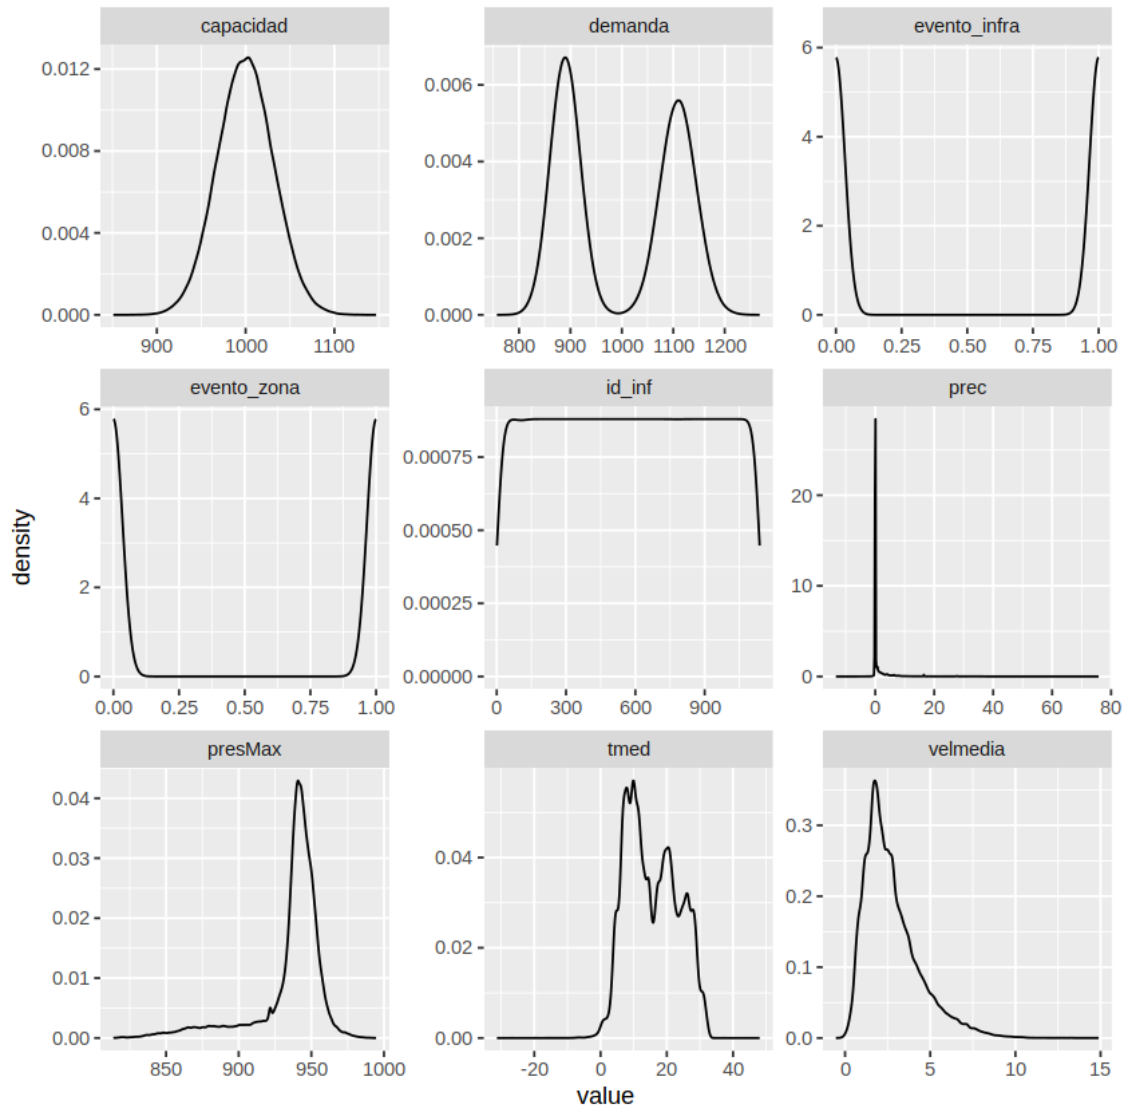 capacidad
demanda
evento_infra
0.012
0.008
0.004
0.000
900 1000 1100
0.006
0.004
0.002
0.000
800 900 1000 1100 1200
6
4
2
0
0.00 0.25 0.50 0.75 1.00
evento_zona
id_inf
prec
6
4
2
0
0.00 0.25 0.50 0.75 1.00
0.00075
0.00050
0.00025
0.00000
0 300 600 900
20
10
0
0 20 40 60 80
presMax
tmed
velmedia
0.04
0.03
0.02
0.01
0.00
850 900 950 1000
0.04
0.02
0.00
-20 0 20 40
0.3
0.2
0.1
0.0
0 5 10 15
density
value